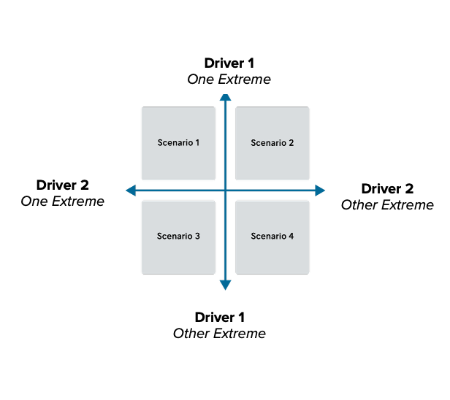 Driver 1
One Extreme
Scenario 1
Scenario 2
Driver 2
One Extreme
Driver 2
Other Extreme
Scenario 3
Scenario 4
Driver 1
Other Extreme